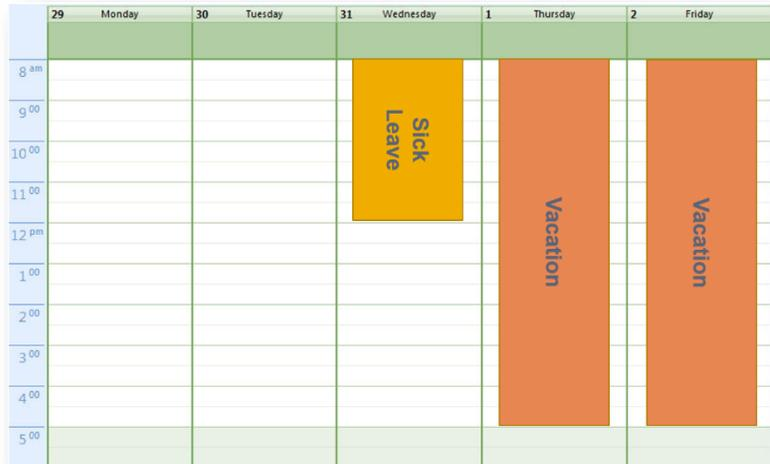 29 Monday 30 Tuesday 31 Wednesday 1 Thursday 2 Friday
8 am
9 00
10 00
11 00
12 pm
1 00
2 00
3 00
4 00
5 00
Sick
Leave
Vacation
Vacation